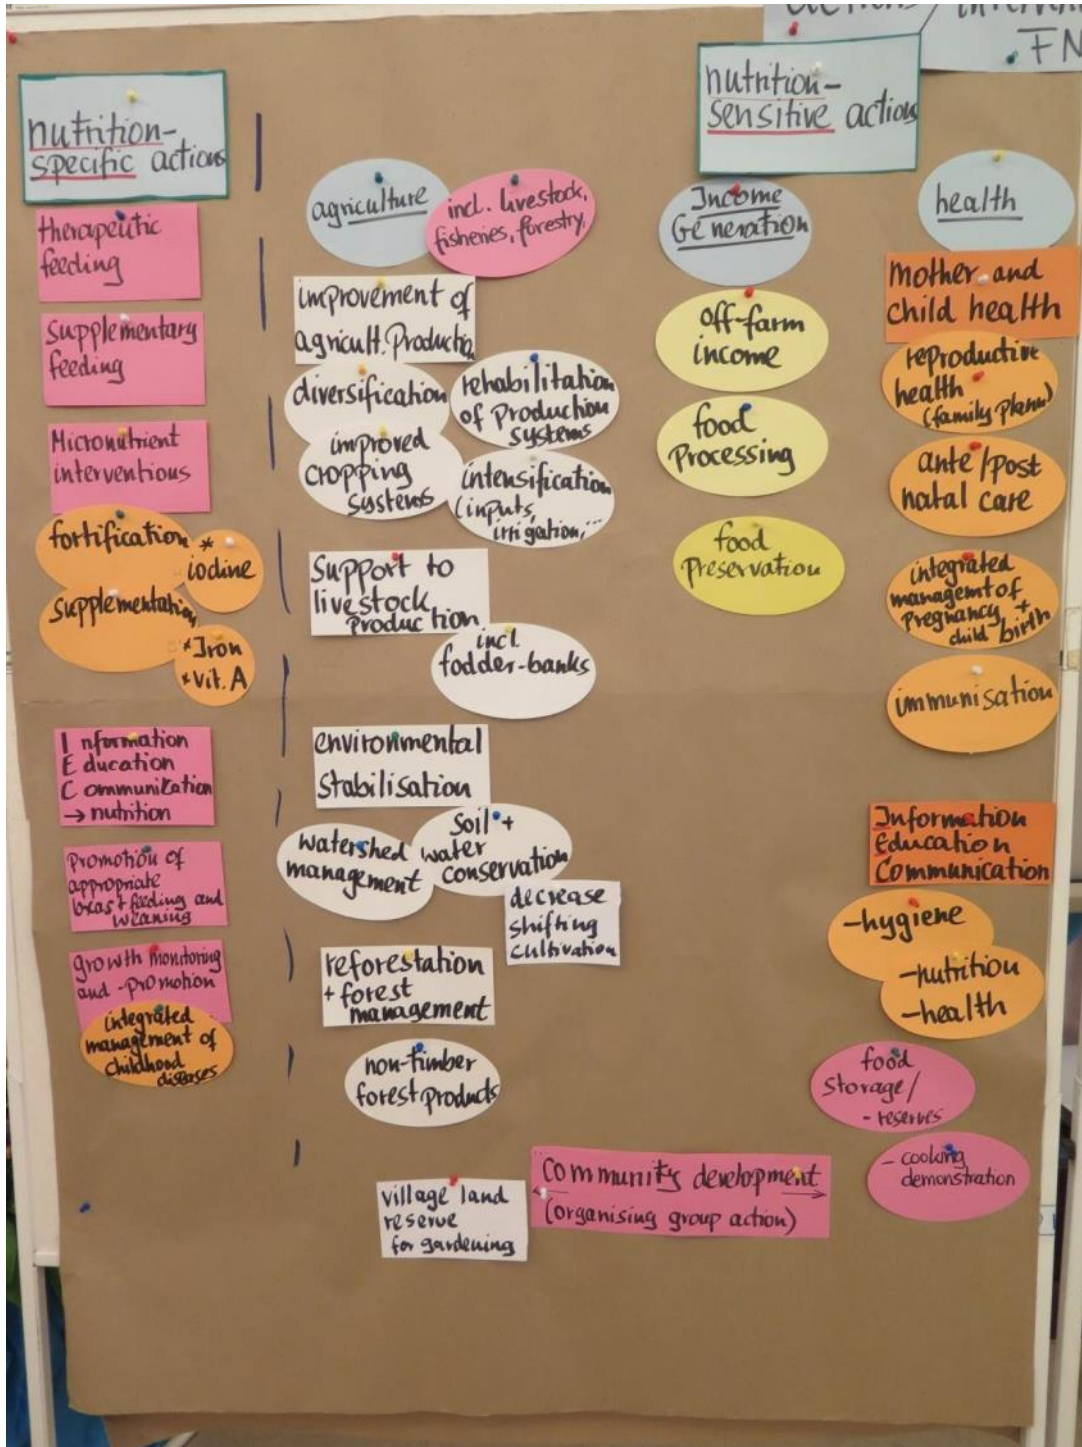 FN
nutrition-
specific actions
therapeutic
feeding
supplementary
feeding
Micronutrient
interventions
fortification
* iodine
supplementation
* Iron
* Vit. A
Information
Education
Communication
→ nutrition
Promotion of
appropriate
breastfeeding and
weaning
growth monitoring
and -promotion
integrated
management of
childhood
diseases
nutrition-
sensitive actions
agriculture
incl. livestock,
fisheries, forestry,
improvement of
agricult. Productio
diversification
rehabilitation
of Production
systems
improved
cropping
systems
intensification
(inputs,
irrigation,...
Support to
livestock
Production
incl.
fodder-banks
environmental
stabilisation
watershed
management
Soil +
water
conservation
decrease
shifting
cultivation
reforestation
+ forest
management
non-timber
forest products
village land
reserve
for gardening
Community development
(organising group action)
Income
Generation
off-farm
income
food
Processing
food
Preservation
health
mother and
child health
reproductive
health
(family Plann)
ante/post
natal care
integrated
managemt of
pregnancy +
child birth
immunisation
Information
Education
Communication
-hygiene
-nutrition
-health
food
storage/
- reserves
- cooking
demonstration